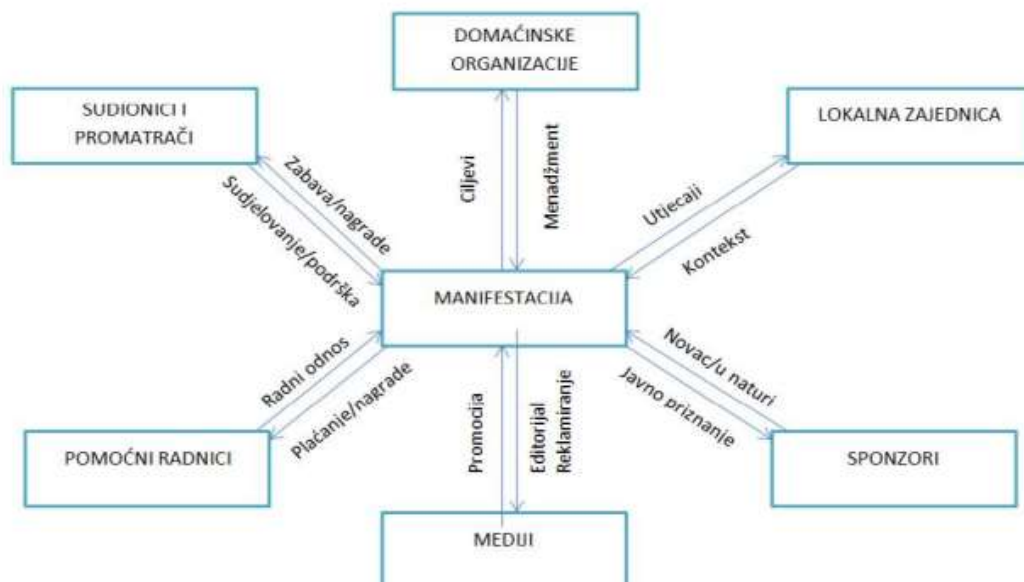 DOMAĆINSKE
ORGANIZACIJE
SUDIONICI I
PROMATRAČI
LOKALNA ZAJEDNICA
Zabava/nagrade
Sudjelovanje/podrška
Ciljevi
Menadžment
Utjecaji
Kontekst
MANIFESTACIJA
Radni odnos
Plaćanje/nagrade
Promocija
Editorijal
Reklamiranje
Novac/u naturi
Javno priznanje
POMOĆNI RADNICI
SPONZORI
MEDIJI